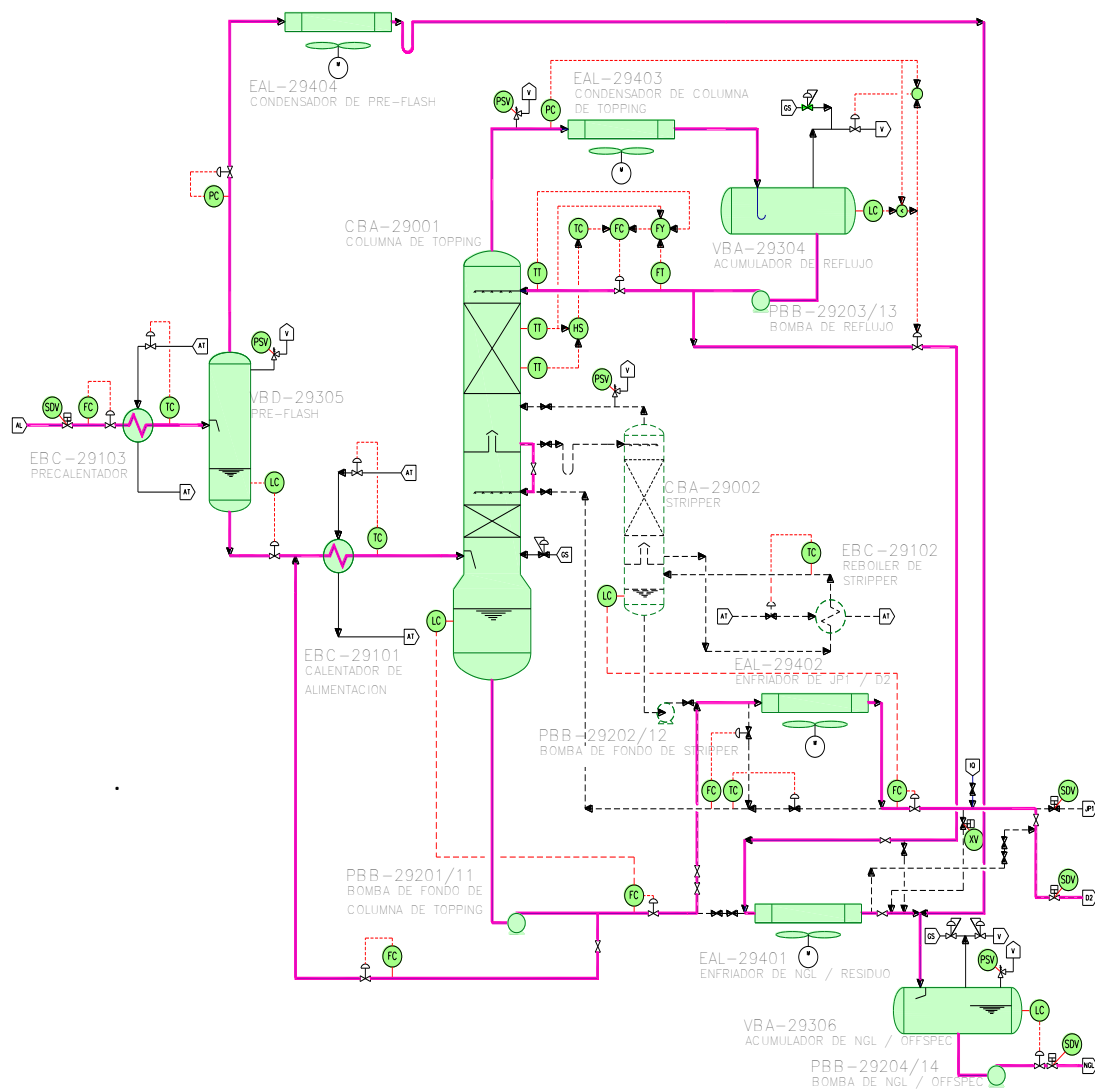 EAL-29404
CONDENSADOR DE PRE-FLASH
M
PSV
V
PC
EAL-29403
CONDENSADOR DE COLUMNA
DE TOPPING
M
GS
V
PC
CBA-29001
COLUMNA DE TOPPING
TC
FC
FY
LC
<
VBA-29304
ACUMULADOR DE REFLUJO
TT
FT
PBB-29203/13
BOMBA DE REFLUJO
TT
HS
TT
AT
PSV
V
VBD-29305
PRE-FLASH
SDV
FC
TC
AL
EBC-29103
PRECALENTADOR
AT
PSV
V
LC
AT
CBA-29002
STRIPPER
TC
GS
TC
EBC-29102
REBOILER DE
STRIPPER
LC
LC
AT
AT
AT
EBC-29101
CALENTADOR DE
ALIMENTACION
EAL-29402
ENFRIADOR DE JP1 / D2
M
PBB-29202/12
BOMBA DE FONDO DE STRIPPER
FC
TC
FC
IQ
SDV
JP1
XV
PBB-29201/11
BOMBA DE FONDO DE
COLUMNA DE TOPPING
FC
SDV
D2
FC
EAL-29401
ENFRIADOR DE NGL / RESIDUO
M
GS
V
PSV
V
LC
VBA-29306
ACUMULADOR DE NGL / OFFSPEC
SDV
PBB-29204/14
BOMBA DE NGL / OFFSPEC
NGL